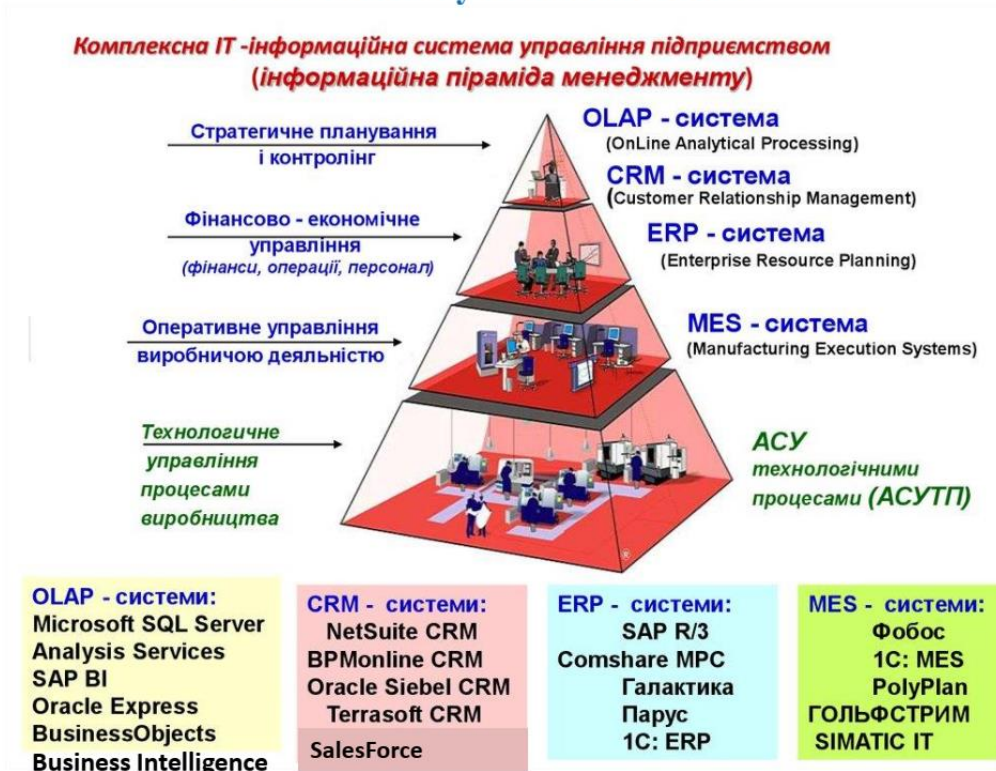 Комплексна ІТ -інформаційна система управління підприємством
(інформаційна піраміда менеджменту)
Стратегичне планування
і контролінг
OLAP - система
(OnLine Analytical Processing)
CRM - система
(Customer Relationship Management)
Фінансово - економічне
управління
(фінанси, операції, персонал)
ERP - система
(Enterprise Resource Planning)
Оперативне управління
виробничою деяльністю
MES - система
(Manufacturing Execution Systems)
Технологичне
управління
процесами
виробництва
АСУ
технологічними
процесами (АСУТП)
OLAP - системи:
Microsoft SQL Server
Analysis Services
SAP BI
Oracle Express
BusinessObjects
Business Intelligence
CRM - системи:
NetSuite CRM
BPMonline CRM
Oracle Siebel CRM
Terrasoft CRM
SalesForce
ERP - системи:
SAP R/3
Comshare MPC
Галактика
Парус
1С: ERP
MES - системи:
Фобос
1С: MES
PolyPlan
ГОЛЬФСТРИМ
SIMATIC IT